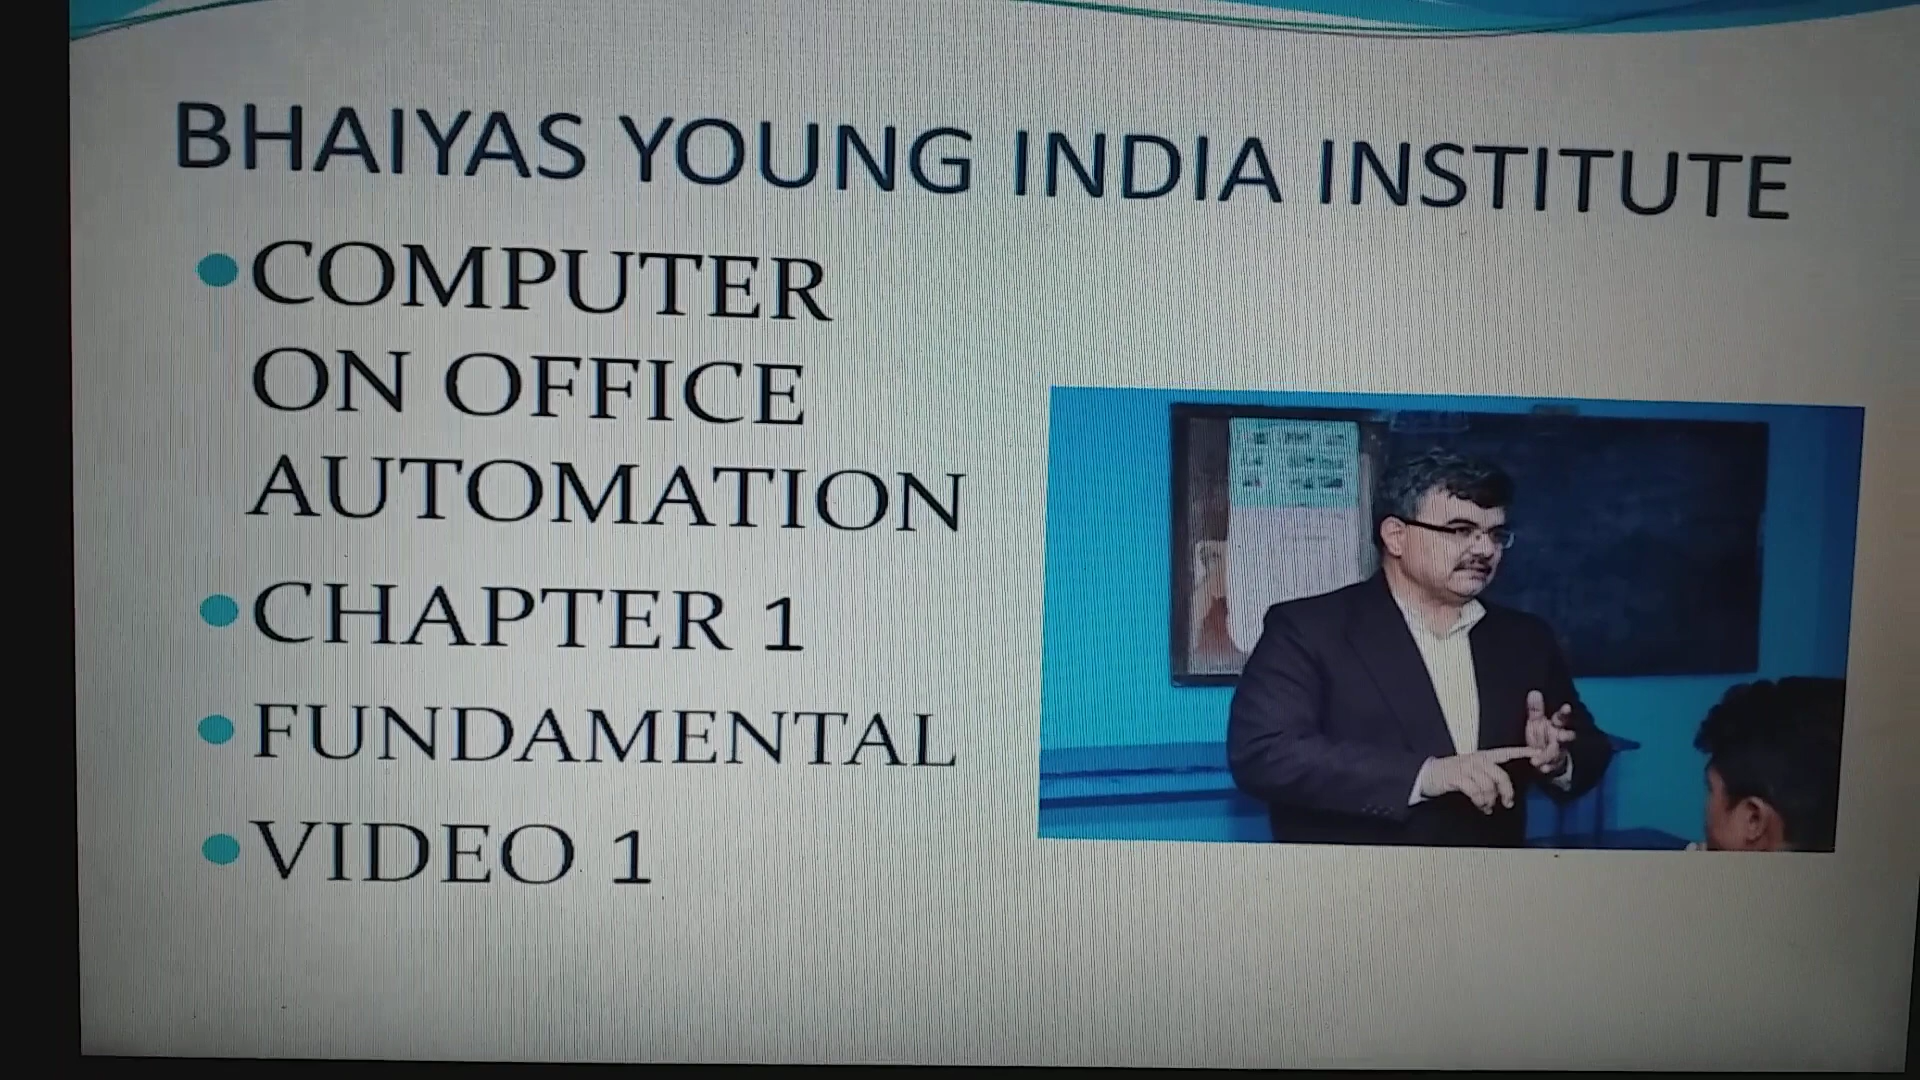 BHAIYAS YOUNG INDIA INSTITUTE
COMPUTER
ON OFFICE
AUTOMATION
CHAPTER 1
FUNDAMENTAL
VIDEO 1